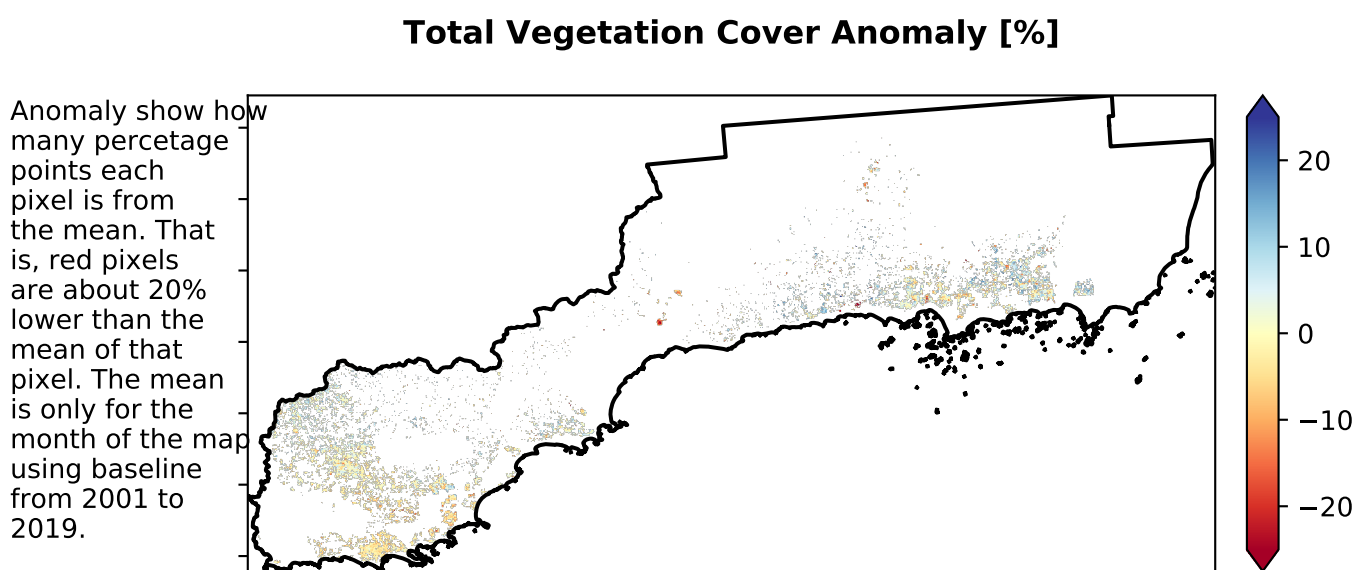 Total Vegetation Cover Anomaly [%]
Anomaly show how
many percetage
points each
pixel is from
the mean. That
is, red pixels
are about 20%
lower than the
mean of that
pixel. The mean
is only for the
month of the map
using baseline
from 2001 to
2019.
20
10
0
−10
−20